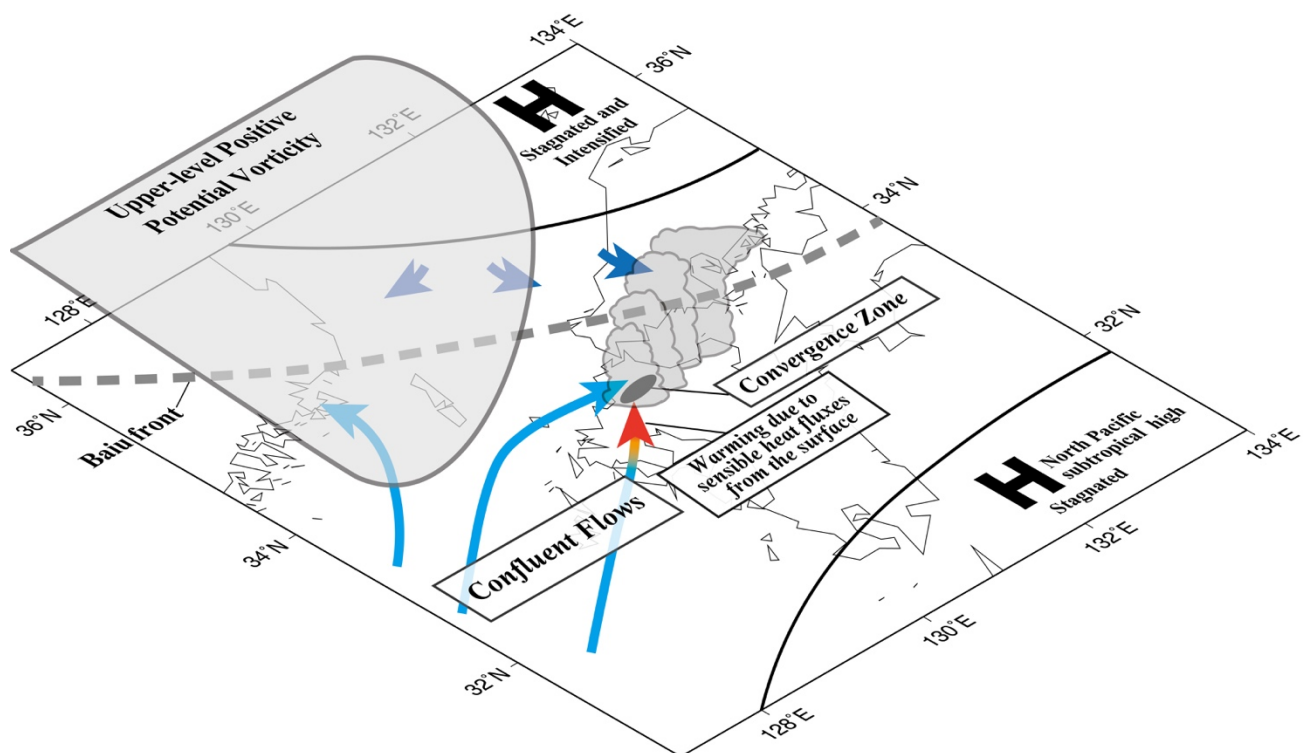 134°E
36°N
H
Stagnated and
Intensified
132°E
Upper-level Positive
Potential Vorticity
130°E
34°N
128°E
32°N
Convergence Zone
36°N
Baiu front
Warming due to
sensible heat fluxes
from the surface
134°E
H
North Pacific
subtropical high
Stagnated
Confluent Flows
132°E
34°N
130°E
32°N
128°E